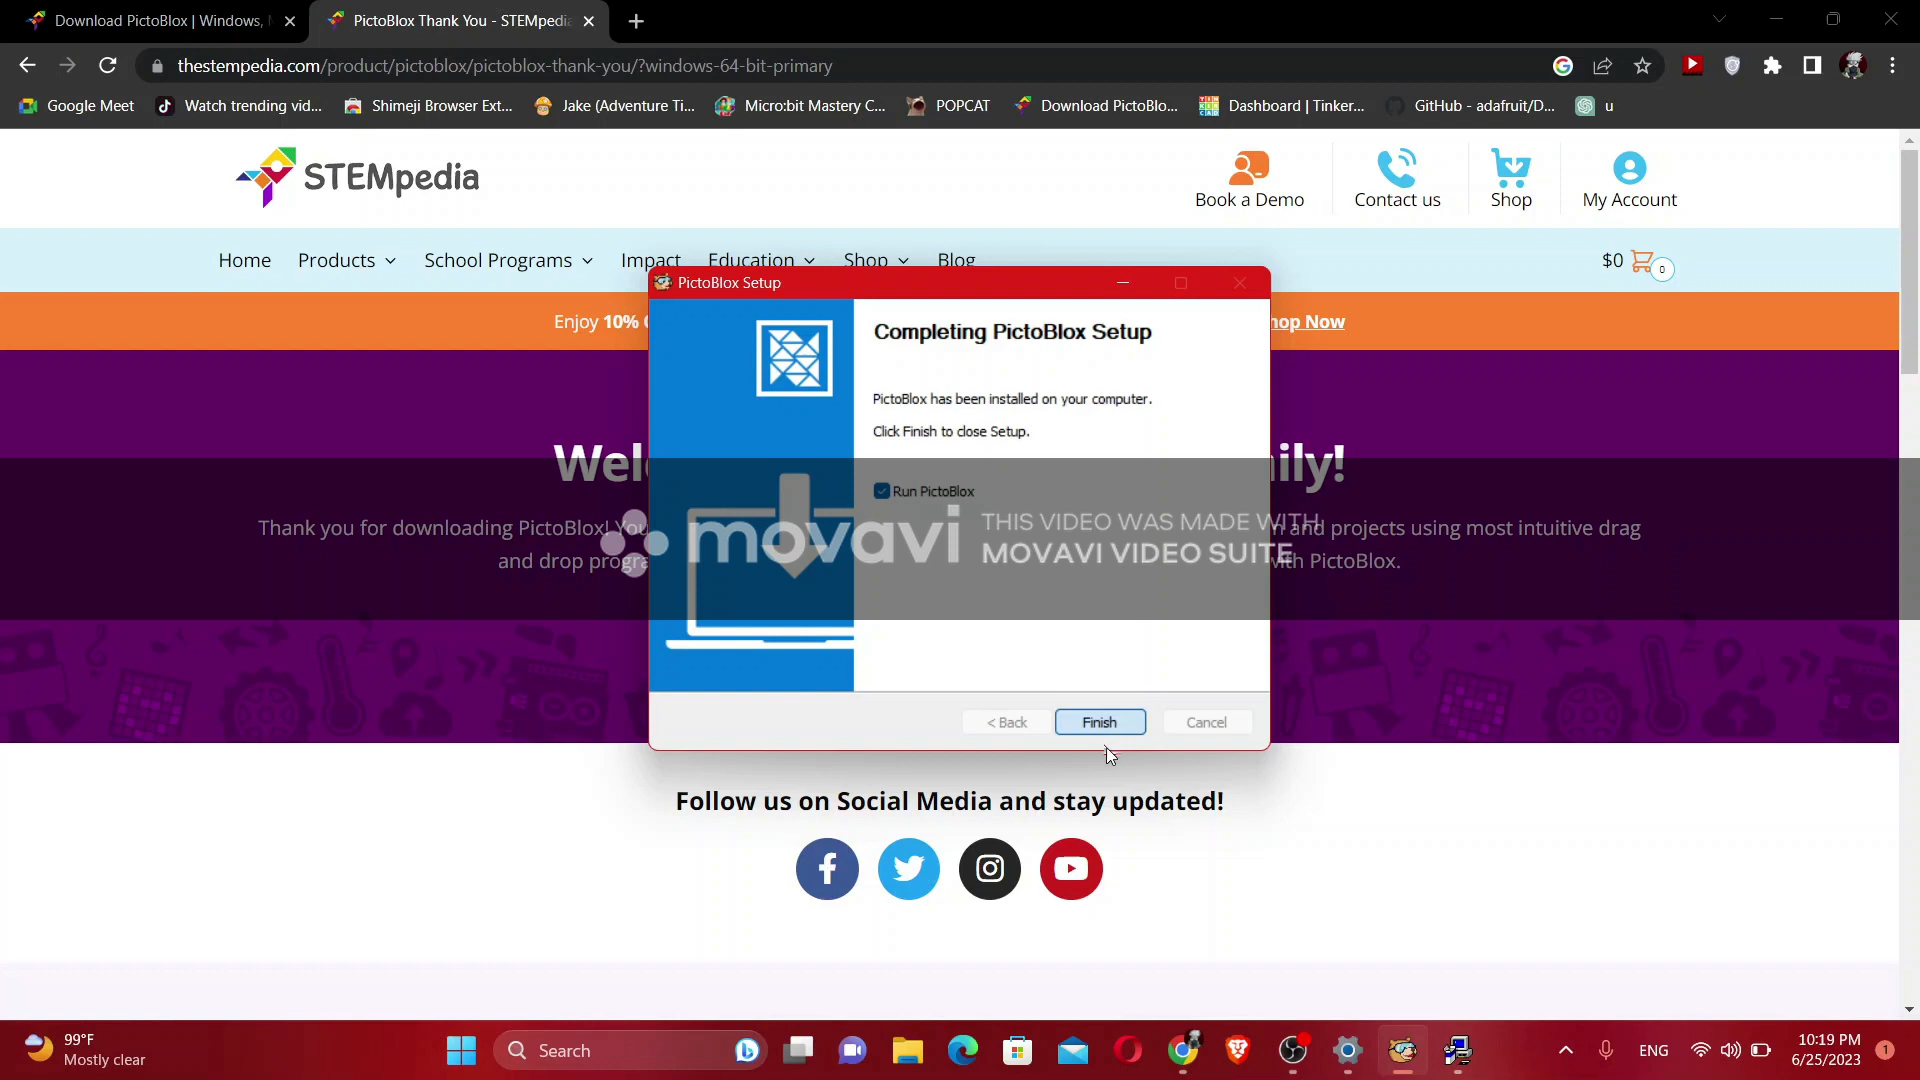 Download PictoBlox | Windows,
PictoBlox Thank You - STEMpedi
thestempedia.com/product/pictoblox/pictoblox-thank-you/?windows-64-bit-primary
Google Meet
Watch trending vid...
Shimeji Browser Ext...
Jake (Adventure Ti...
Micro:bit Mastery C...
POPCAT
Download PictoBlo...
Dashboard | Tinker...
GitHub - adafruit/D...
u
STEMpedia
Book a Demo
Contact us
Shop
My Account
Home
Products
School Programs
Impact
Education
Shop
Blog
$0
0
Enjoy 10%
hop Now
PictoBlox Setup
Completing PictoBlox Setup
PictoBlox has been installed on your computer.
Click Finish to close Setup.
Run PictoBlox
Wel
ily!
Thank you for downloading PictoBlox! You
and projects using most intuitive drag
and drop progra
with PictoBlox.
movavi
THIS VIDEO WAS MADE WITH
MOVAVI VIDEO SUITE
< Back
Finish
Cancel
Follow us on Social Media and stay updated!
99°F
Mostly clear
Search
ENG
10:19 PM
6/25/2023
1